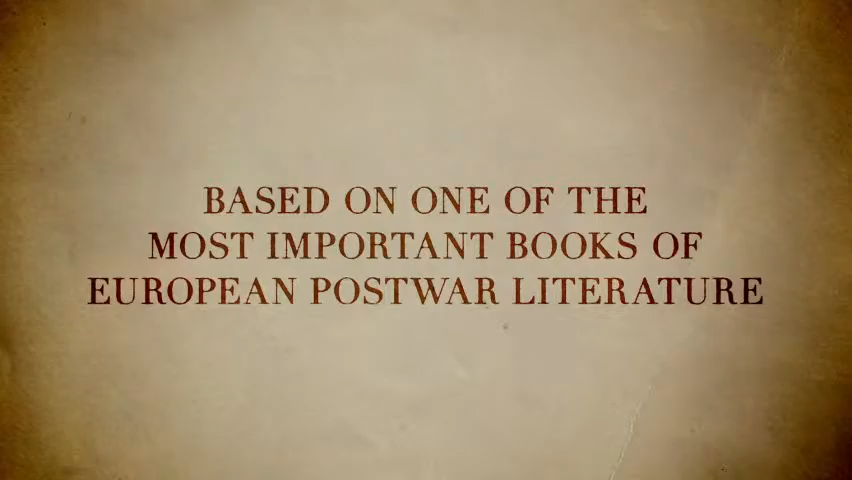 BASED ON ONE OF THE
MOST IMPORTANT BOOKS OF
EUROPEAN POSTWAR LITERATURE